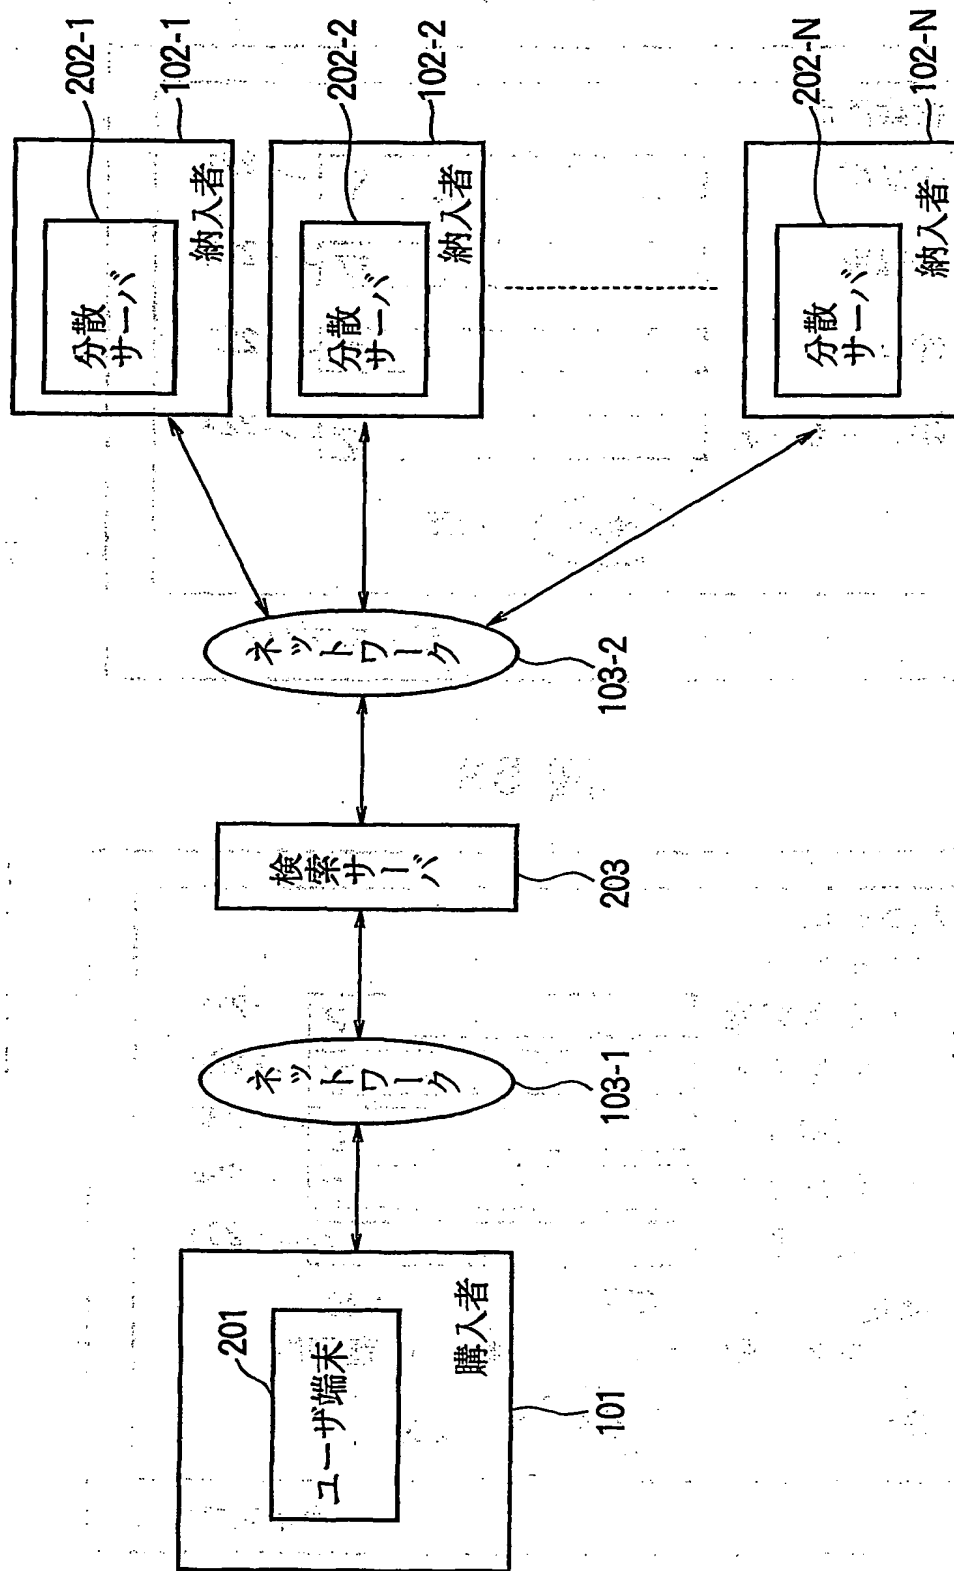 ユーザ端末
201
購入者
101
ネットワーク
103-1
検索サーバ
203
ネットワーク
103-2
分散
サーバ
納入者
202-1
102-1
分散
サーバ
納入者
202-2
102-2
分散
サーバ
納入者
202-N
102-N